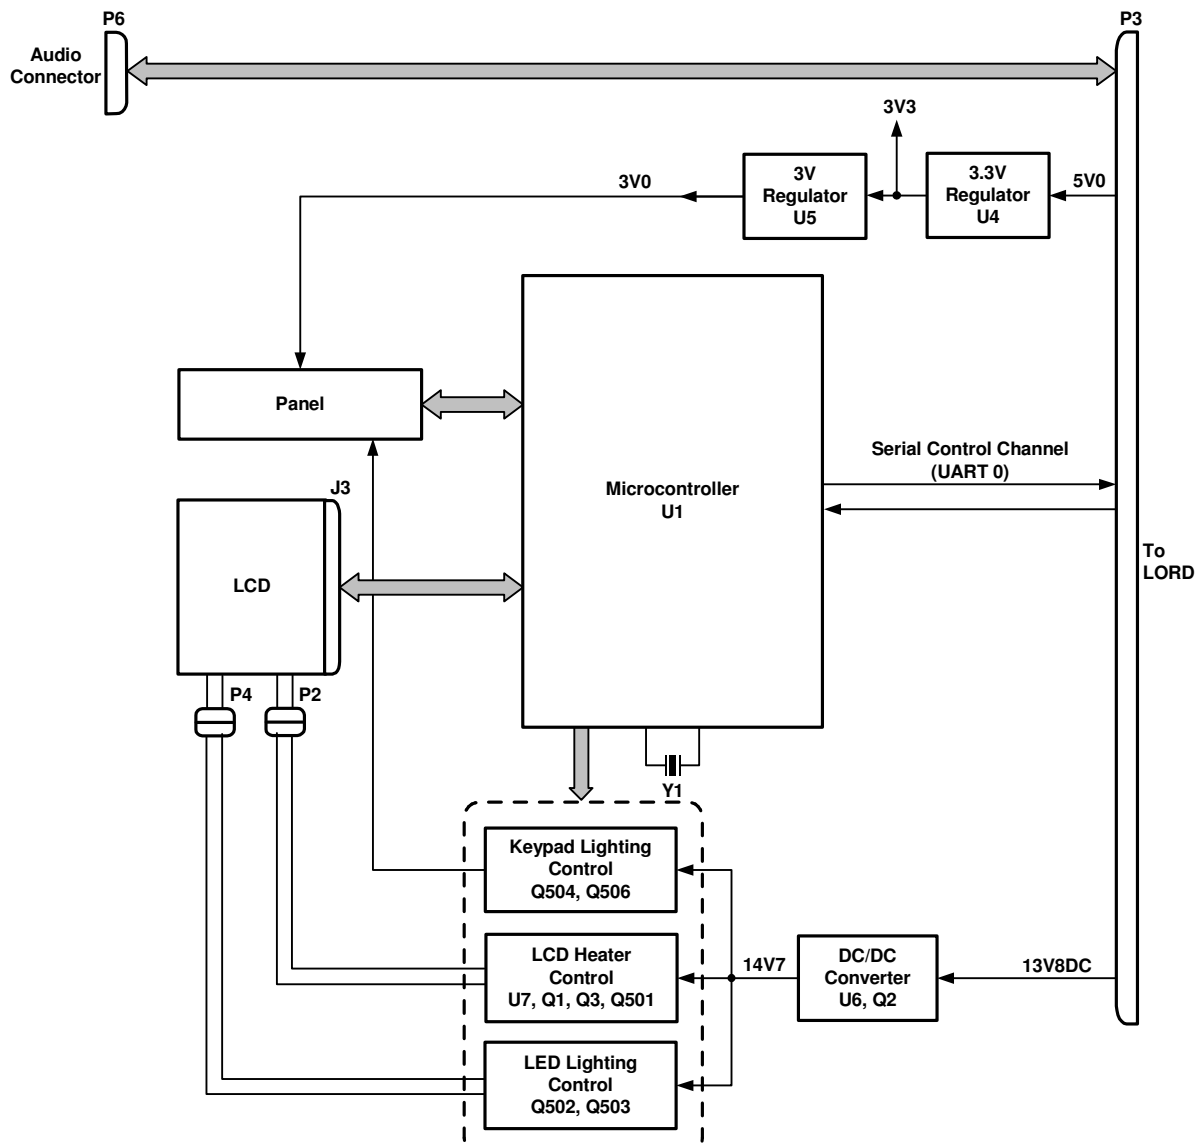 P6
P3
Audio
Connector
3V3
3V
Regulator
U5
3.3V
Regulator
U4
3V0
5V0
Panel
Serial Control Channel
(UART 0)
Microcontroller
U1
J3
LCD
To
LORD
P4
P2
Y1
Keypad Lighting
Control
Q504, Q506
LCD Heater
Control
U7, Q1, Q3, Q501
14V7
DC/DC
Converter
U6, Q2
13V8DC
LED Lighting
Control
Q502, Q503